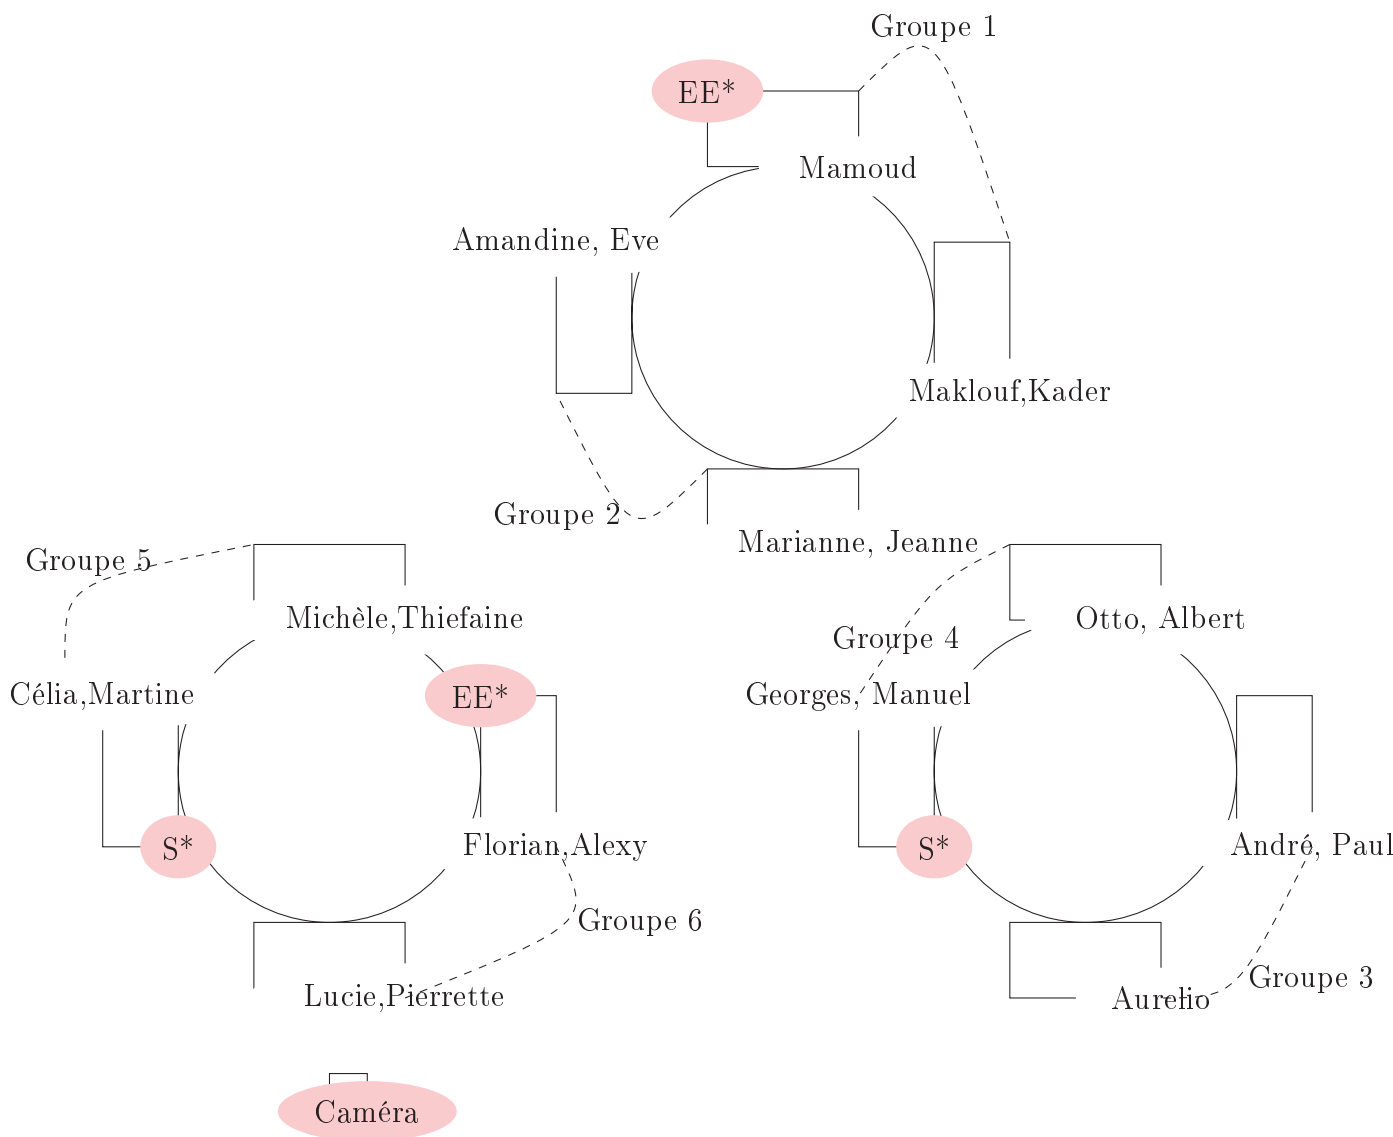 Groupe 1
EE*
Mamoud
Amandine, Eve
Maklouf,Kader
Groupe 2
Marianne, Jeanne
Groupe 5
Michèle,Thiefaine
Célia,Martine
EE*
S*
Florian,Alexy
Groupe 6
Lucie,Pierrette
Caméra
Otto, Albert
Groupe 4
Georges, Manuel
S*
André, Paul
Groupe 3
Aurelio